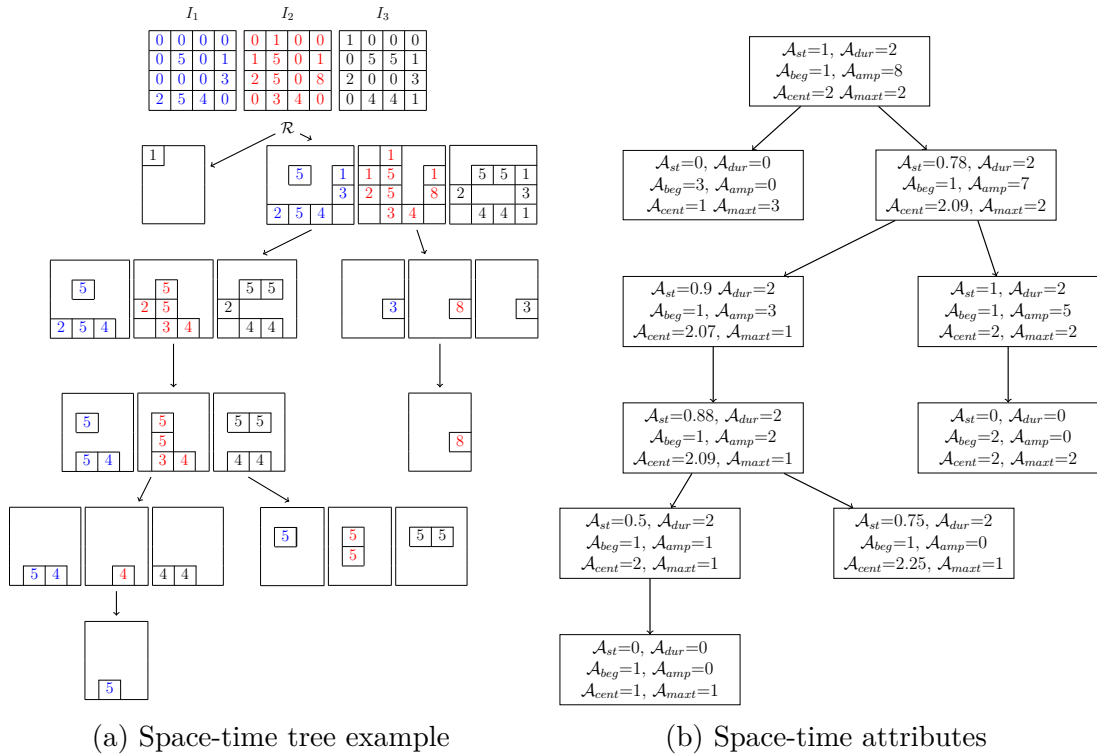 I1 I2 I3
0 0 0 0 0 1 0 0 1 0 0 0
0 5 0 1 1 5 0 1 0 5 5 1
0 0 0 3 2 5 0 8 2 0 0 3
2 5 4 0 0 3 4 0 0 4 4 1
R
1
1
5 1 1 5 1 5 5 1
3 2 5 8 2 3
2 5 4 3 4 4 4 1
5 5 5 5
2 5 2
2 5 4 3 4 4 4
3 8 3
5 5 5 5
5
5 4 3 4 4 4
8
5 4 4 4 4
5 5 5 5
5
5
(a) Space-time tree example
𝒜st=1, 𝒜dur=2
𝒜beg=1, 𝒜amp=8
𝒜cent=2 𝒜maxt=2
𝒜st=0, 𝒜dur=0
𝒜beg=3, 𝒜amp=0
𝒜cent=1 𝒜maxt=3
𝒜st=0.78, 𝒜dur=2
𝒜beg=1, 𝒜amp=7
𝒜cent=2.09, 𝒜maxt=2
𝒜st=0.9 𝒜dur=2
𝒜beg=1, 𝒜amp=3
𝒜cent=2.07, 𝒜maxt=1
𝒜st=1, 𝒜dur=2
𝒜beg=1, 𝒜amp=5
𝒜cent=2, 𝒜maxt=2
𝒜st=0.88, 𝒜dur=2
𝒜beg=1, 𝒜amp=2
𝒜cent=2.09, 𝒜maxt=1
𝒜st=0, 𝒜dur=0
𝒜beg=2, 𝒜amp=0
𝒜cent=2, 𝒜maxt=2
𝒜st=0.5, 𝒜dur=2
𝒜beg=1, 𝒜amp=1
𝒜cent=2, 𝒜maxt=1
𝒜st=0.75, 𝒜dur=2
𝒜beg=1, 𝒜amp=0
𝒜cent=2.25, 𝒜maxt=1
𝒜st=0, 𝒜dur=0
𝒜beg=1, 𝒜amp=0
𝒜cent=1, 𝒜maxt=1
(b) Space-time attributes